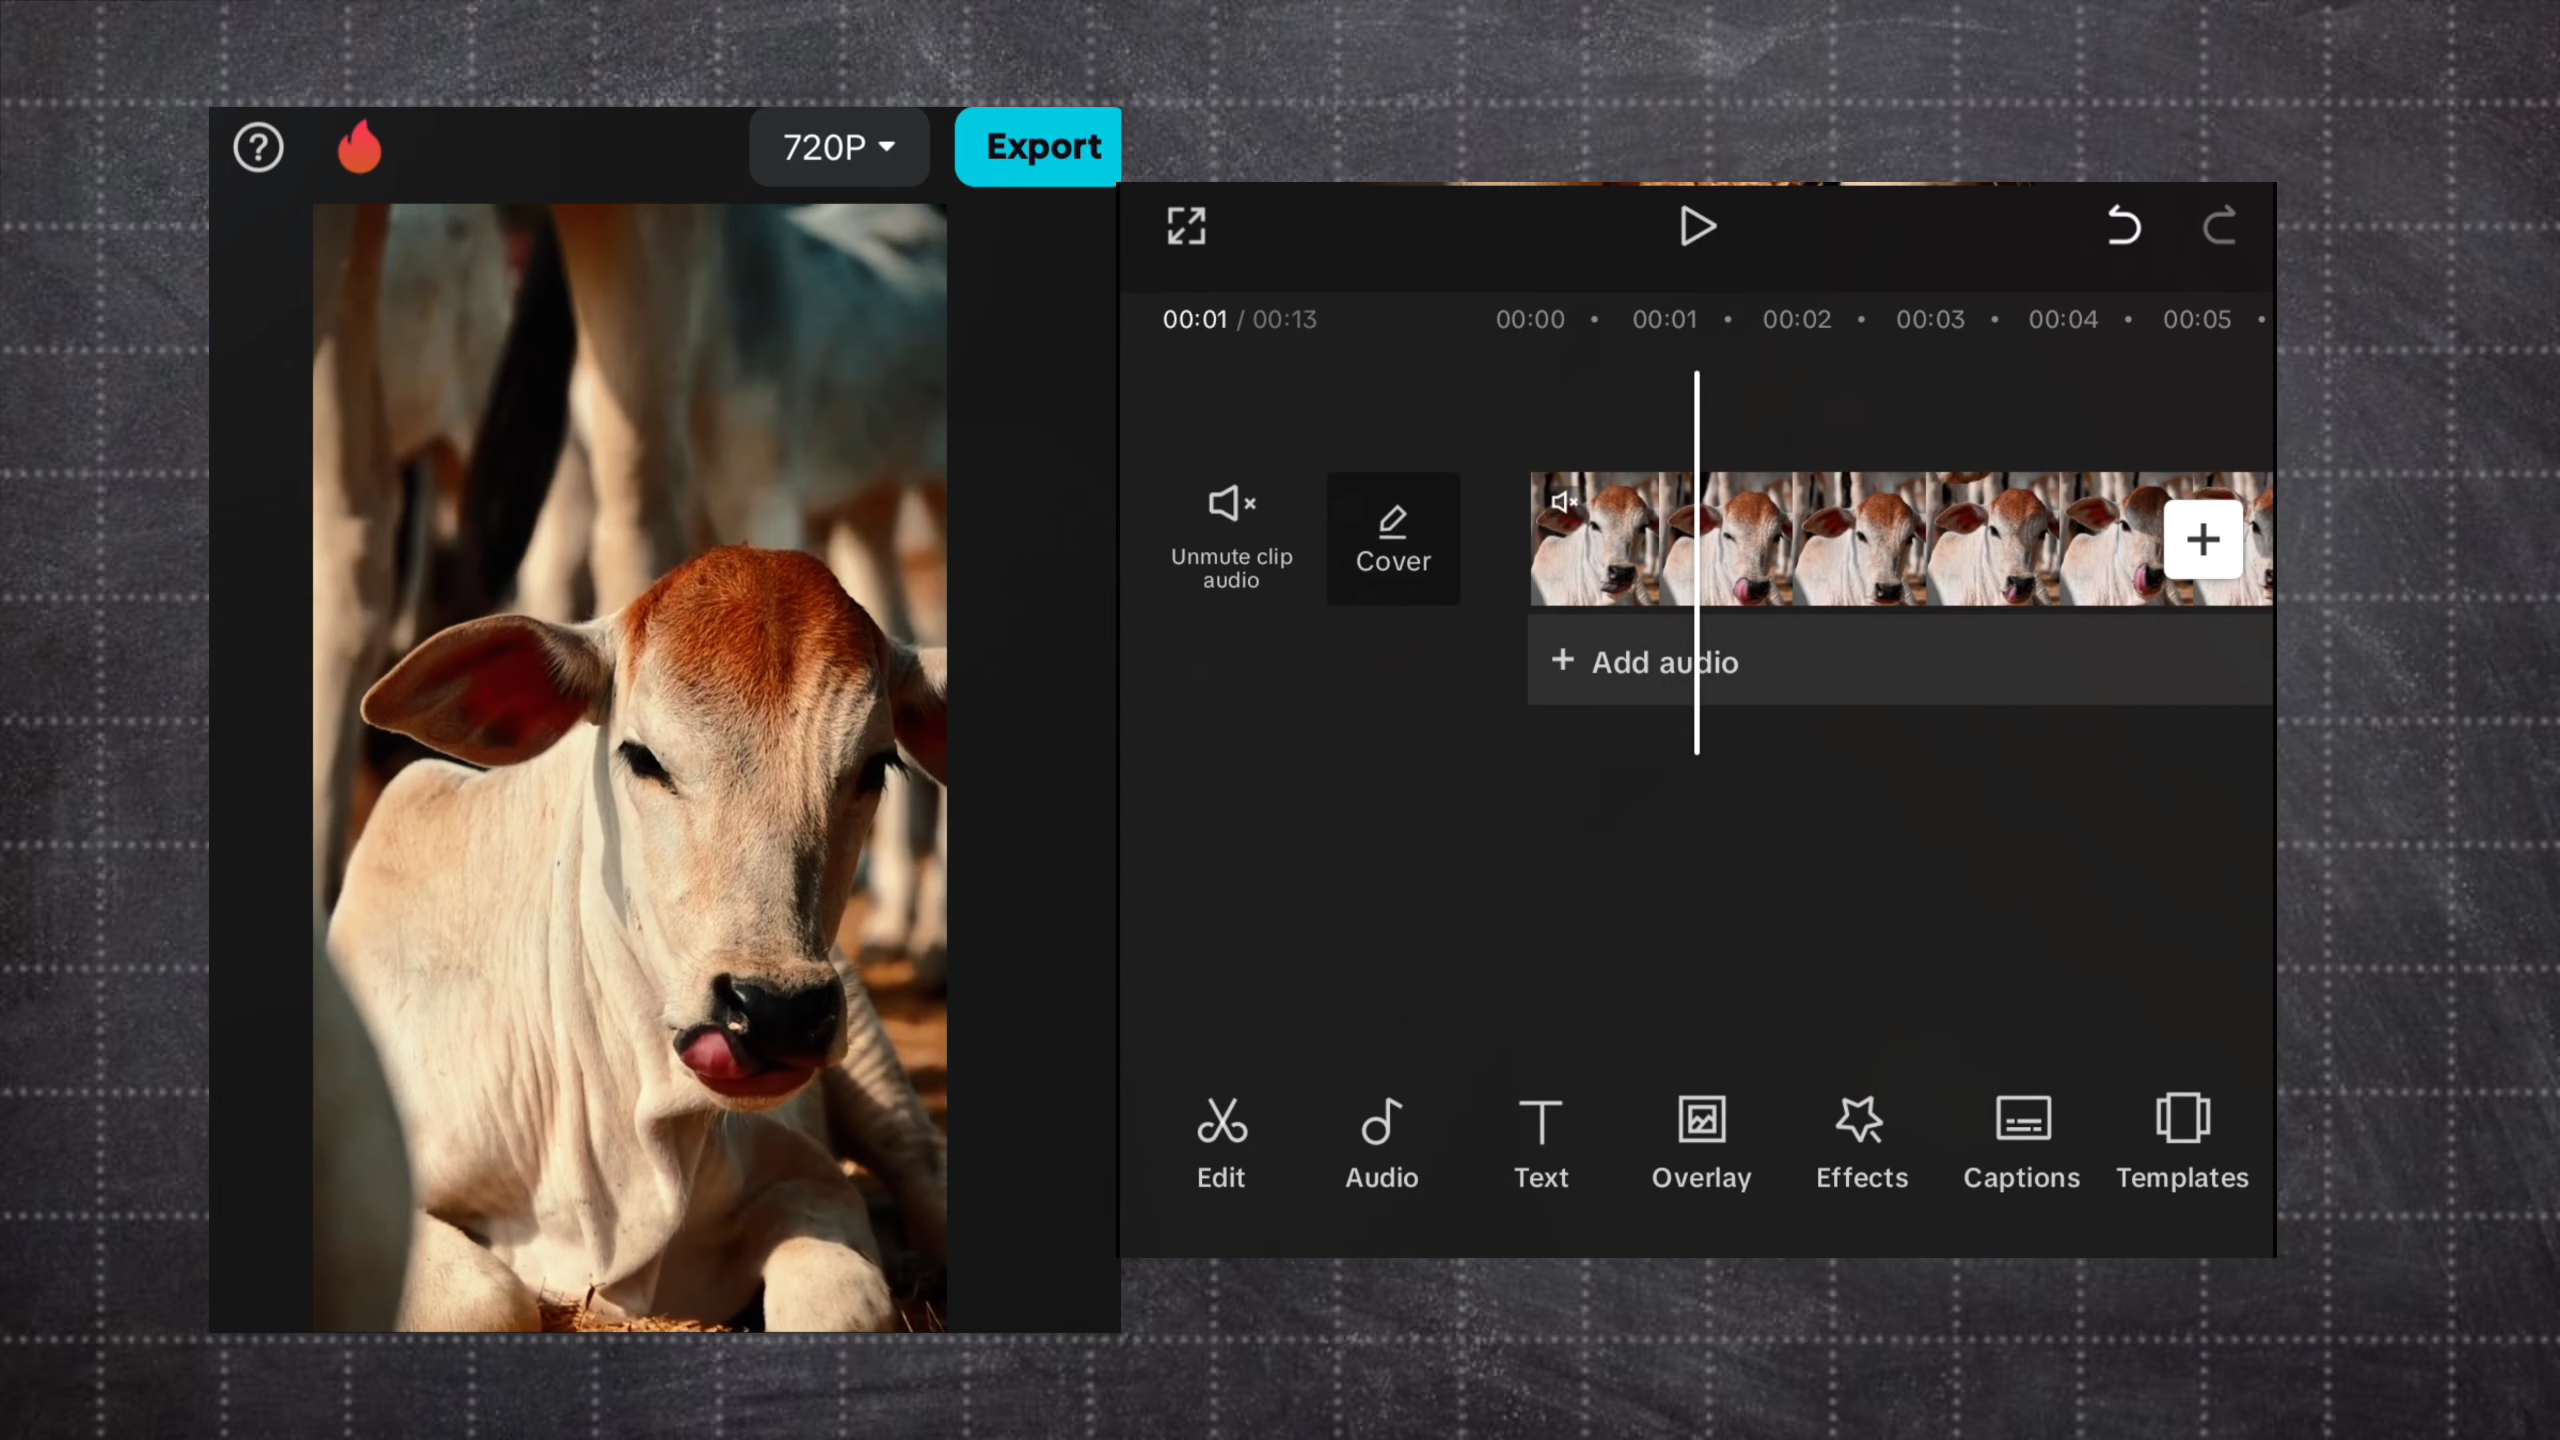 720P
Export
00:01 / 00:13
00:00 • 00:01 • 00:02 • 00:03 • 00:04 • 00:05 •
Unmute clip
audio
Cover
+ Add audio
Edit
Audio
Text
Overlay
Effects
Captions
Templates